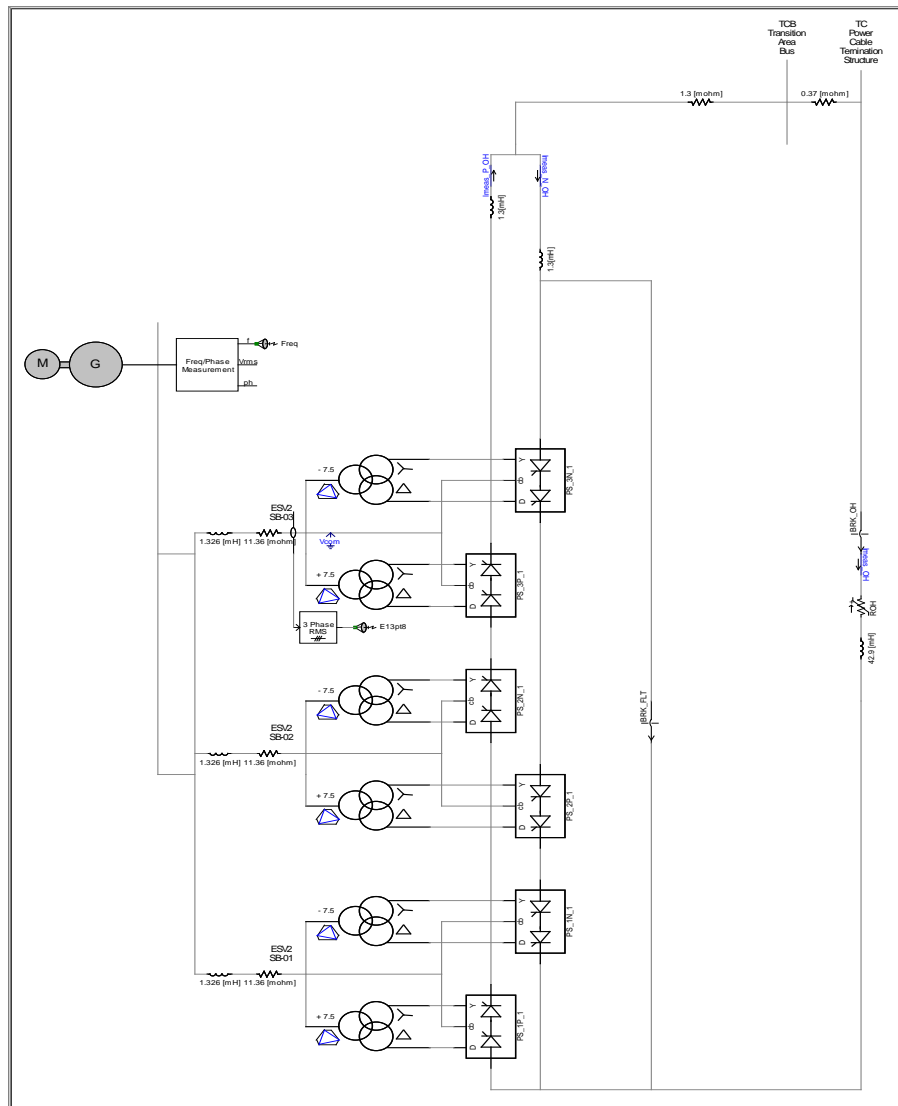 TCB
Transition
Area
Bus
TC
Power
Cable
Termination
Structure
1.3 [mohm]
0.37 [mohm]
Imeas_P_OH
Imeas_N_OH
1.3[mH]
1.3[mH]
M
G
Freq/Phase
Measurement
f
Vrms
ph
Freq
- 7.5
Y
D
PS_3N_1
ESV2
SB-03
1.326 [mH]
11.36 [mohm]
Vcom
BRK_OH
Imeas_OH
ROH
42.9 [mH]
+ 7.5
Y
D
PS_3P_1
3 Phase
RMS
E13pt8
- 7.5
Y
cb
D
PS_2N_1
BRK_FLT
ESV2
SB-02
1.326 [mH]
11.36 [mohm]
+ 7.5
Y
cb
D
PS_2P_1
- 7.5
Y
D
PS_1N_1
ESV2
SB-01
1.326 [mH]
11.36 [mohm]
+ 7.5
Y
D
PS_1P_1